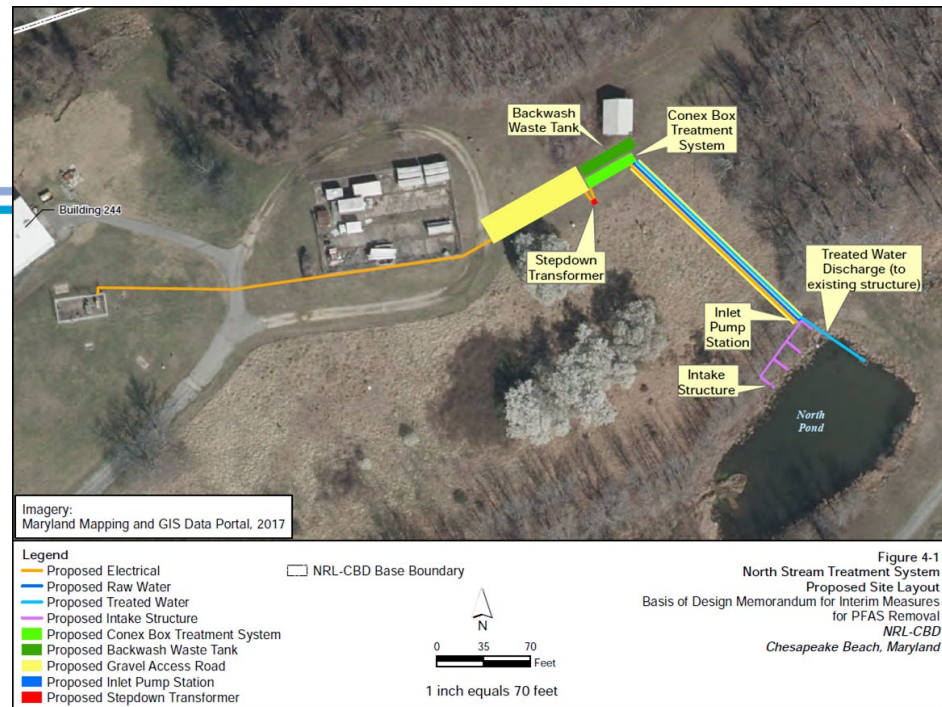 Backwash
Waste Tank
Conex Box
Treatment
System
Building 244
Stepdown
Transformer
Treated Water
Discharge (to
existing structure)
Inlet
Pump
Station
Intake
Structure
North
Pond
Imagery:
Maryland Mapping and GIS Data Portal, 2017
Legend
Proposed Electrical
Proposed Raw Water
Proposed Treated Water
Proposed Intake Structure
Proposed Conex Box Treatment System
Proposed Backwash Waste Tank
Proposed Gravel Access Road
Proposed Inlet Pump Station
Proposed Stepdown Transformer
NRL-CBD Base Boundary
N
0 35 70
Feet
1 inch equals 70 feet
Figure 4-1
North Stream Treatment System
Proposed Site Layout
Basis of Design Memorandum for Interim Measures
for PFAS Removal
NRL-CBD
Chesapeake Beach, Maryland